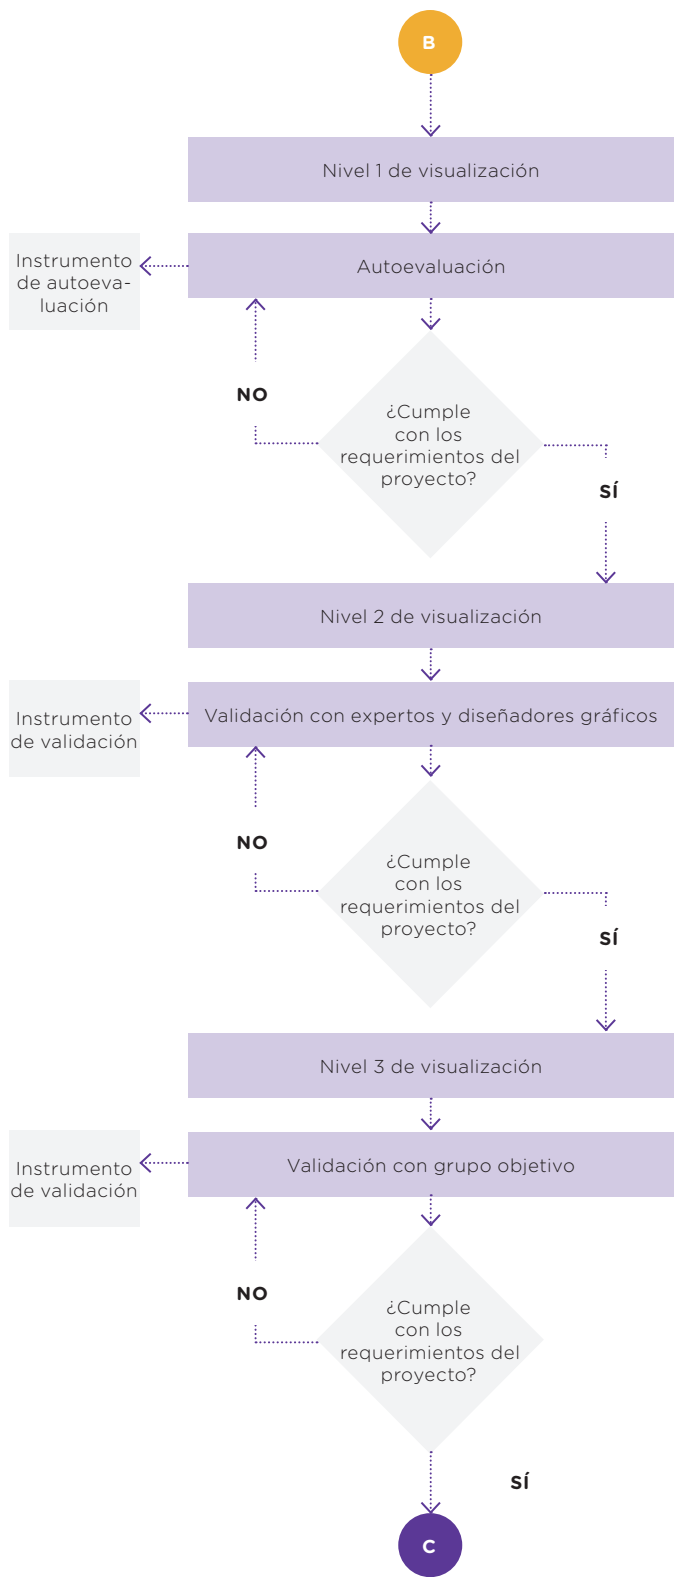 B
Nivel 1 de visualización
Autoevaluación
Instrumento
de autoeva-
luación
¿Cumple
con los
requerimientos del
proyecto?
NO
SÍ
Nivel 2 de visualización
Validación con expertos y diseñadores gráficos
Instrumento
de validación
¿Cumple
con los
requerimientos del
proyecto?
NO
SÍ
Nivel 3 de visualización
Validación con grupo objetivo
Instrumento
de validación
¿Cumple
con los
requerimientos del
proyecto?
NO
SÍ
C